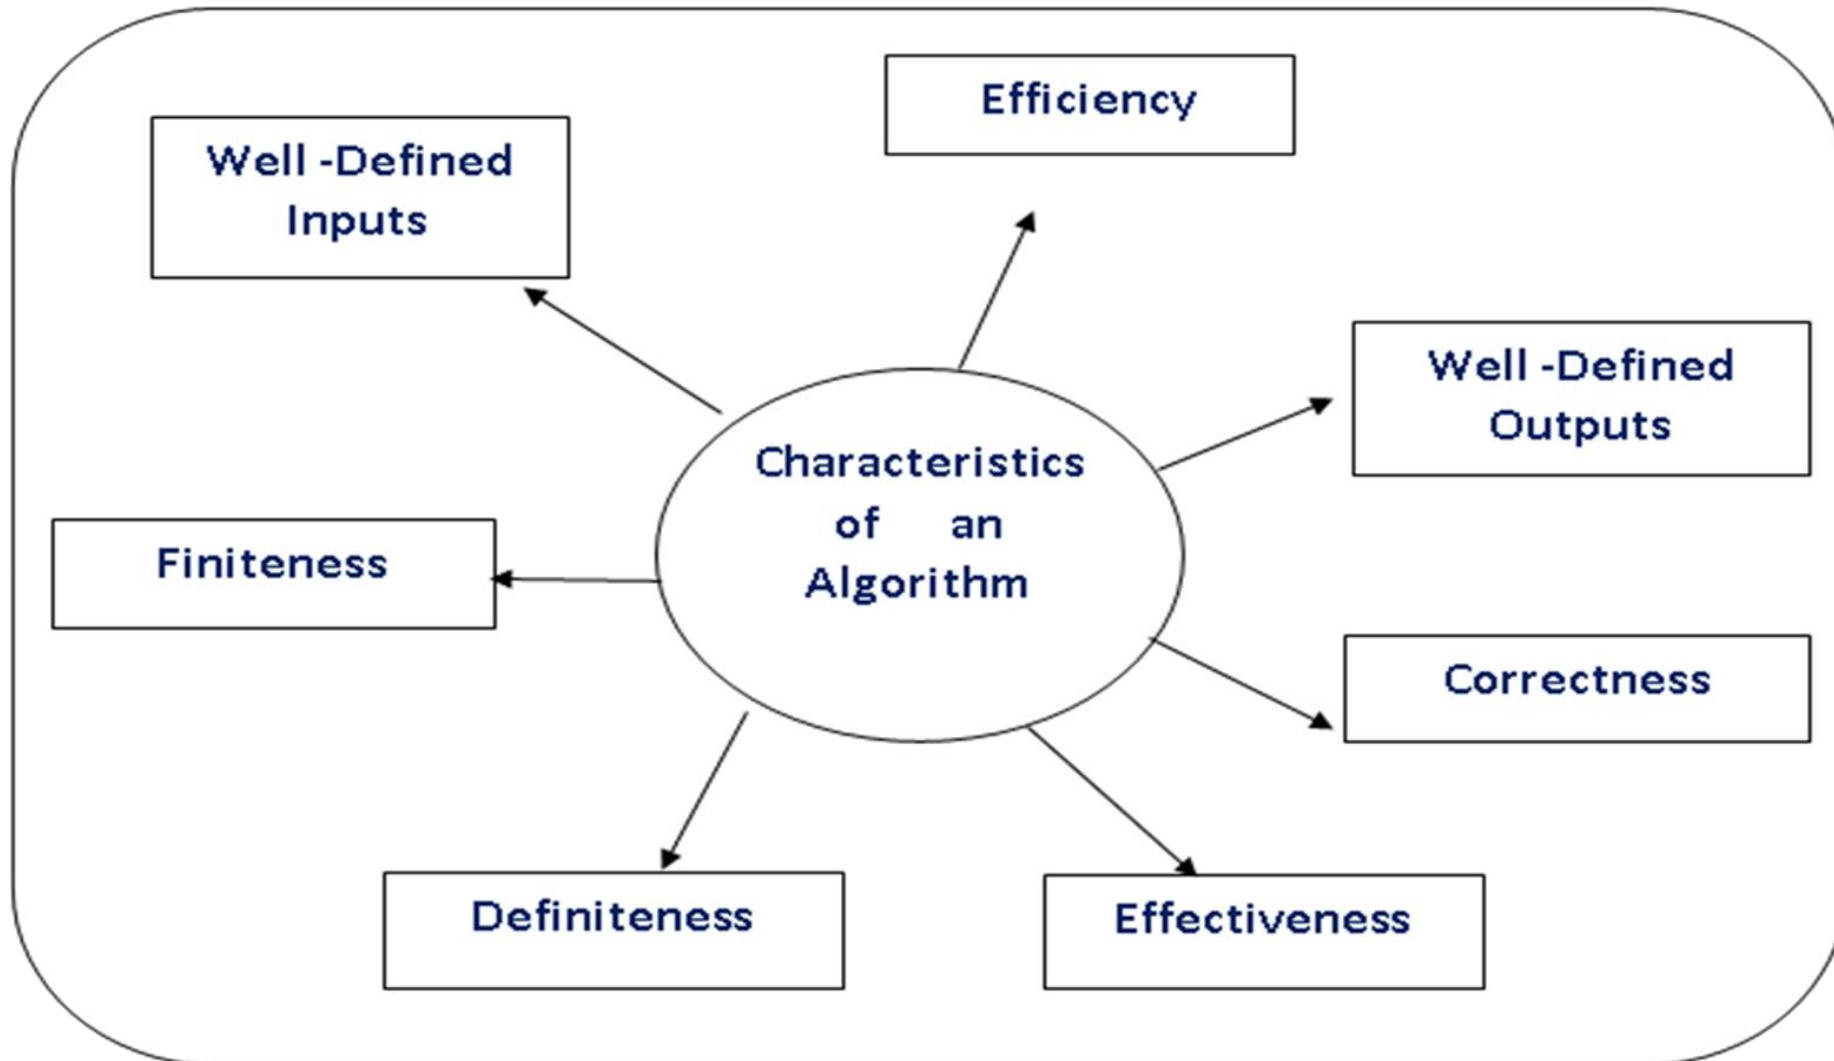 Efficiency
Well -Defined
Inputs
Well -Defined
Outputs
Characteristics
of an
Algorithm
Finiteness
Correctness
Definiteness
Effectiveness